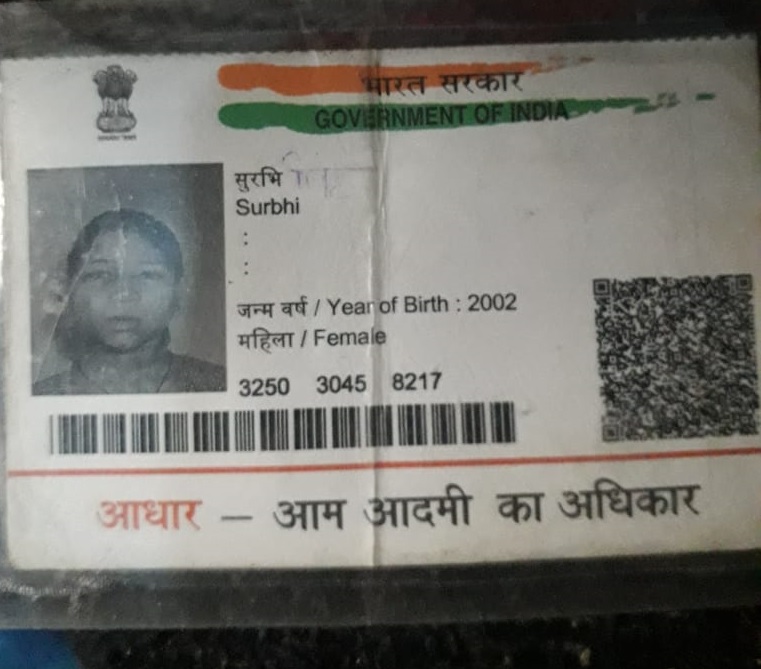 भारत सरकार
GOVERNMENT OF INDIA
सुरभि
Surbhi
:
:
जन्म वर्ष / Year of Birth : 2002
महिला / Female
3250 3045 8217
आधार – आम आदमी का अधिकार